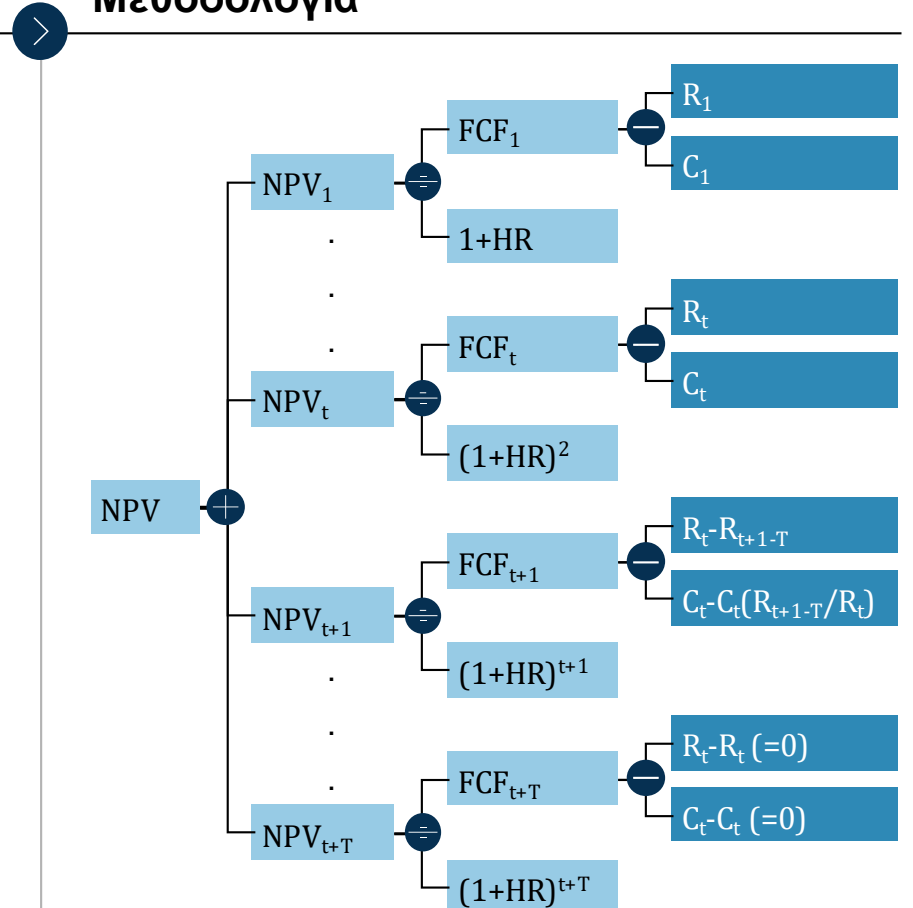 Μεθοδολογία
R₁
FCF₁
C₁
NPV₁
1+HR
.
.
.
Rₜ
FCFₜ
Cₜ
NPVₜ
(1+HR)²
NPV
Rₜ-Rₜ₊₁₋T
FCFₜ₊₁
Cₜ-Cₜ(Rₜ₊₁₋T/Rₜ)
NPVₜ₊₁
(1+HR)ᵗ⁺¹
.
.
.
Rₜ-Rₜ (=0)
FCFₜ₊T
Cₜ-Cₜ (=0)
NPVₜ₊T
(1+HR)ᵗ⁺ᵀ